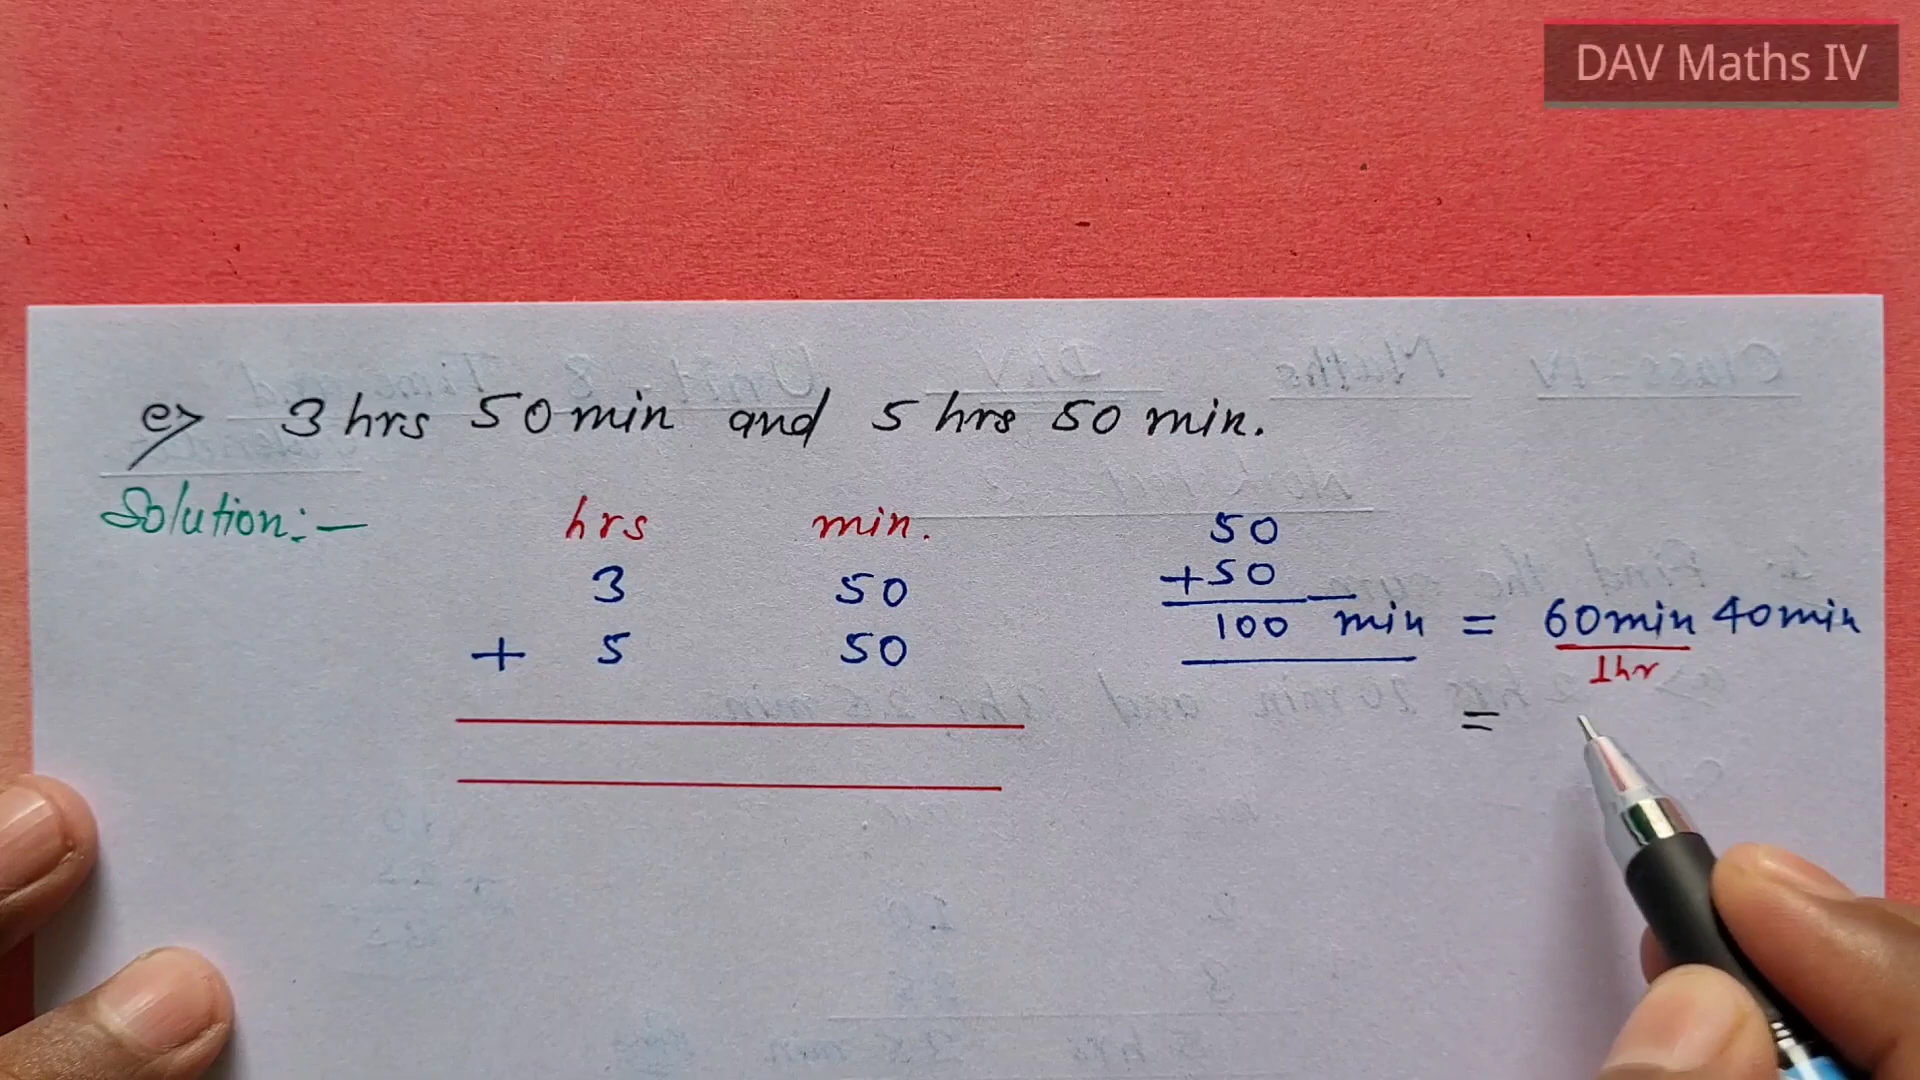 DAV Maths IV
e> 3 hrs 50 min and 5 hrs 50 min.
Solution:-
hrs min.
3 50
+ 5 50
50
+50
100 min = 60min 40min
1hr
=